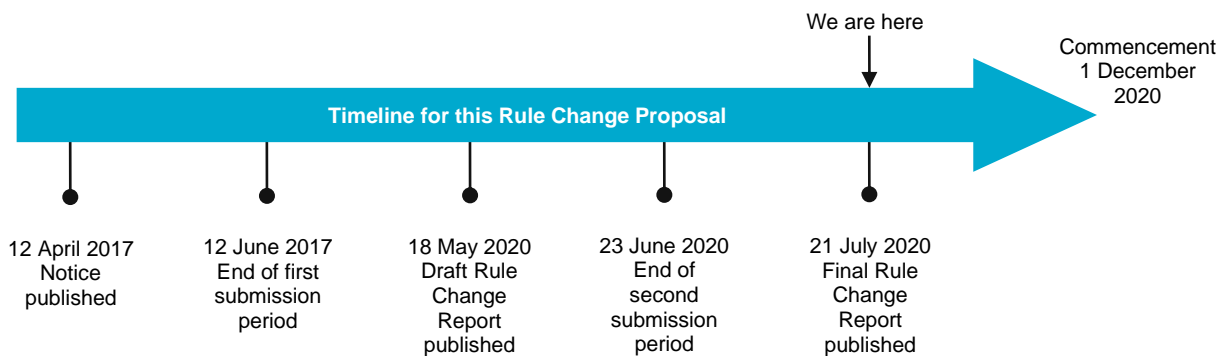 We are here
Commencement
1 December
2020
Timeline for this Rule Change Proposal
12 April 2017
Notice
published
12 June 2017
End of first
submission
period
18 May 2020
Draft Rule
Change
Report
published
23 June 2020
End of
second
submission
period
21 July 2020
Final Rule
Change
Report
published